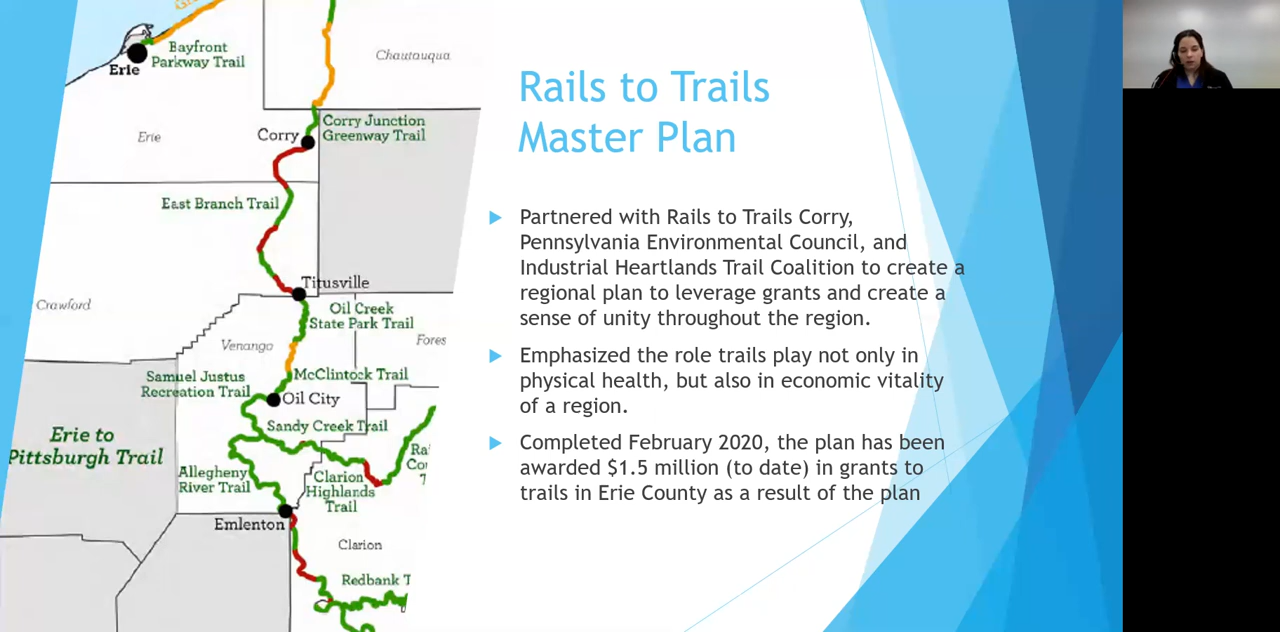 Bayfront
Parkway Trail
Erie
Chautauqua
Erie
Corry
Corry Junction
Greenway Trail
East Branch Trail
Titusville
Crawford
Oil Creek
State Park Trail
Venango
Fores
Samuel Justus
Recreation Trail
McClintock Trail
Oil City
Sandy Creek Trail
Erie to
Pittsburgh Trail
Allegheny
River Trail
Clarion
Highlands
Trail
Emlenton
Clarion
Redbank T
Rails to Trails
Master Plan
Partnered with Rails to Trails Corry,
Pennsylvania Environmental Council, and
Industrial Heartlands Trail Coalition to create a
regional plan to leverage grants and create a
sense of unity throughout the region.
Emphasized the role trails play not only in
physical health, but also in economic vitality
of a region.
Completed February 2020, the plan has been
awarded $1.5 million (to date) in grants to
trails in Erie County as a result of the plan